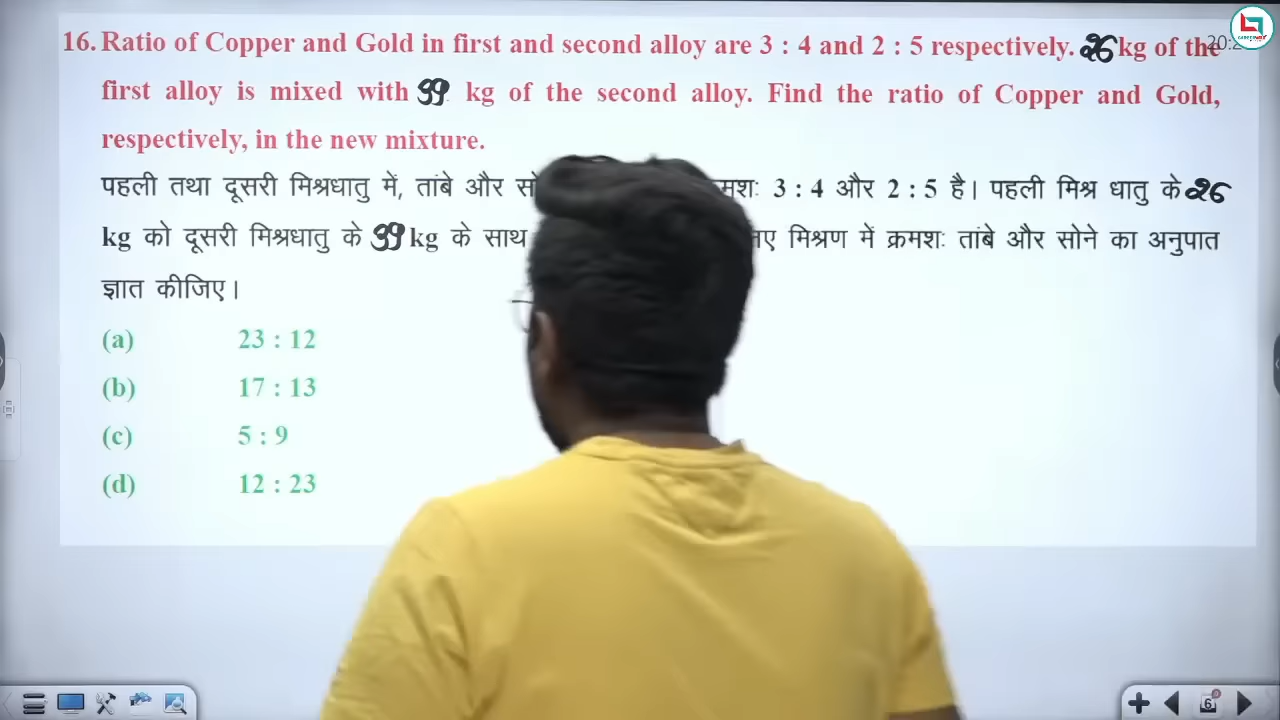 16. Ratio of Copper and Gold in first and second alloy are 3 : 4 and 2 : 5 respectively. 26 kg of the
first alloy is mixed with 39 kg of the second alloy. Find the ratio of Copper and Gold,
respectively, in the new mixture.
पहली तथा दूसरी मिश्रधातु में, तांबे और 3 : 4 और 2 : 5 है। पहली मिश्र धातु के 26
kg को दूसरी मिश्रधातु के 39 kg के साथ मिश्रण में क्रमशः तांबे और सोने का अनुपात
ज्ञात कीजिए।
(a) 23 : 12
(b) 17 : 13
(c) 5 : 9
(d) 12 : 23
6